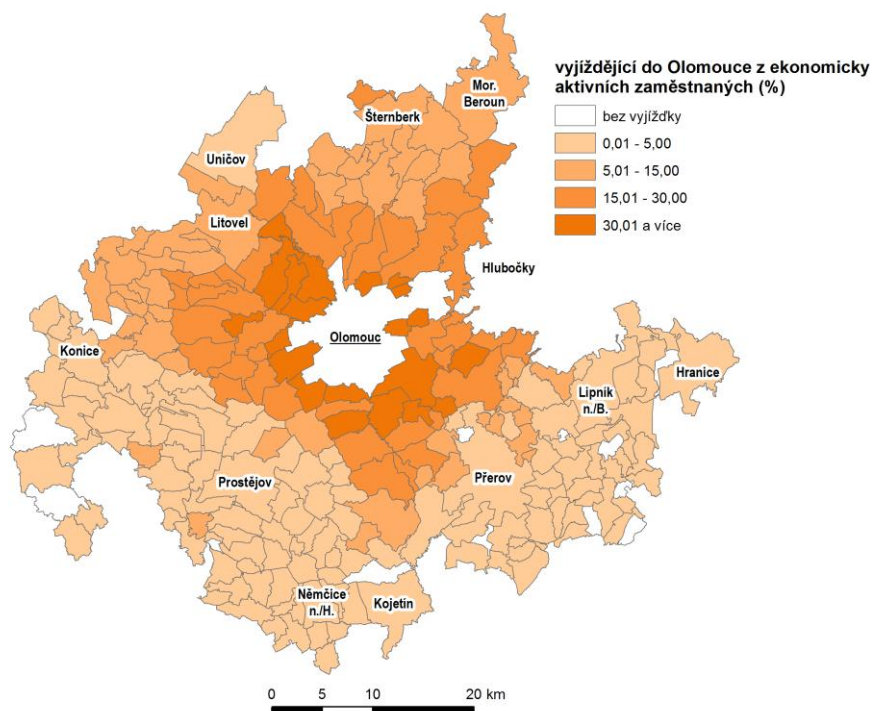 vyjíždějící do Olomouce z ekonomicky
aktivních zaměstnaných (%)
bez vyjížďky
0,01 - 5,00
5,01 - 15,00
15,01 - 30,00
30,01 a více
Mor.
Beroun
Šternberk
Uničov
Litovel
Hlubočky
Olomouc
Konice
Hranice
Lipník
n./B.
Prostějov
Přerov
Němčice
n./H.
Kojetín
0 5 10 20 km